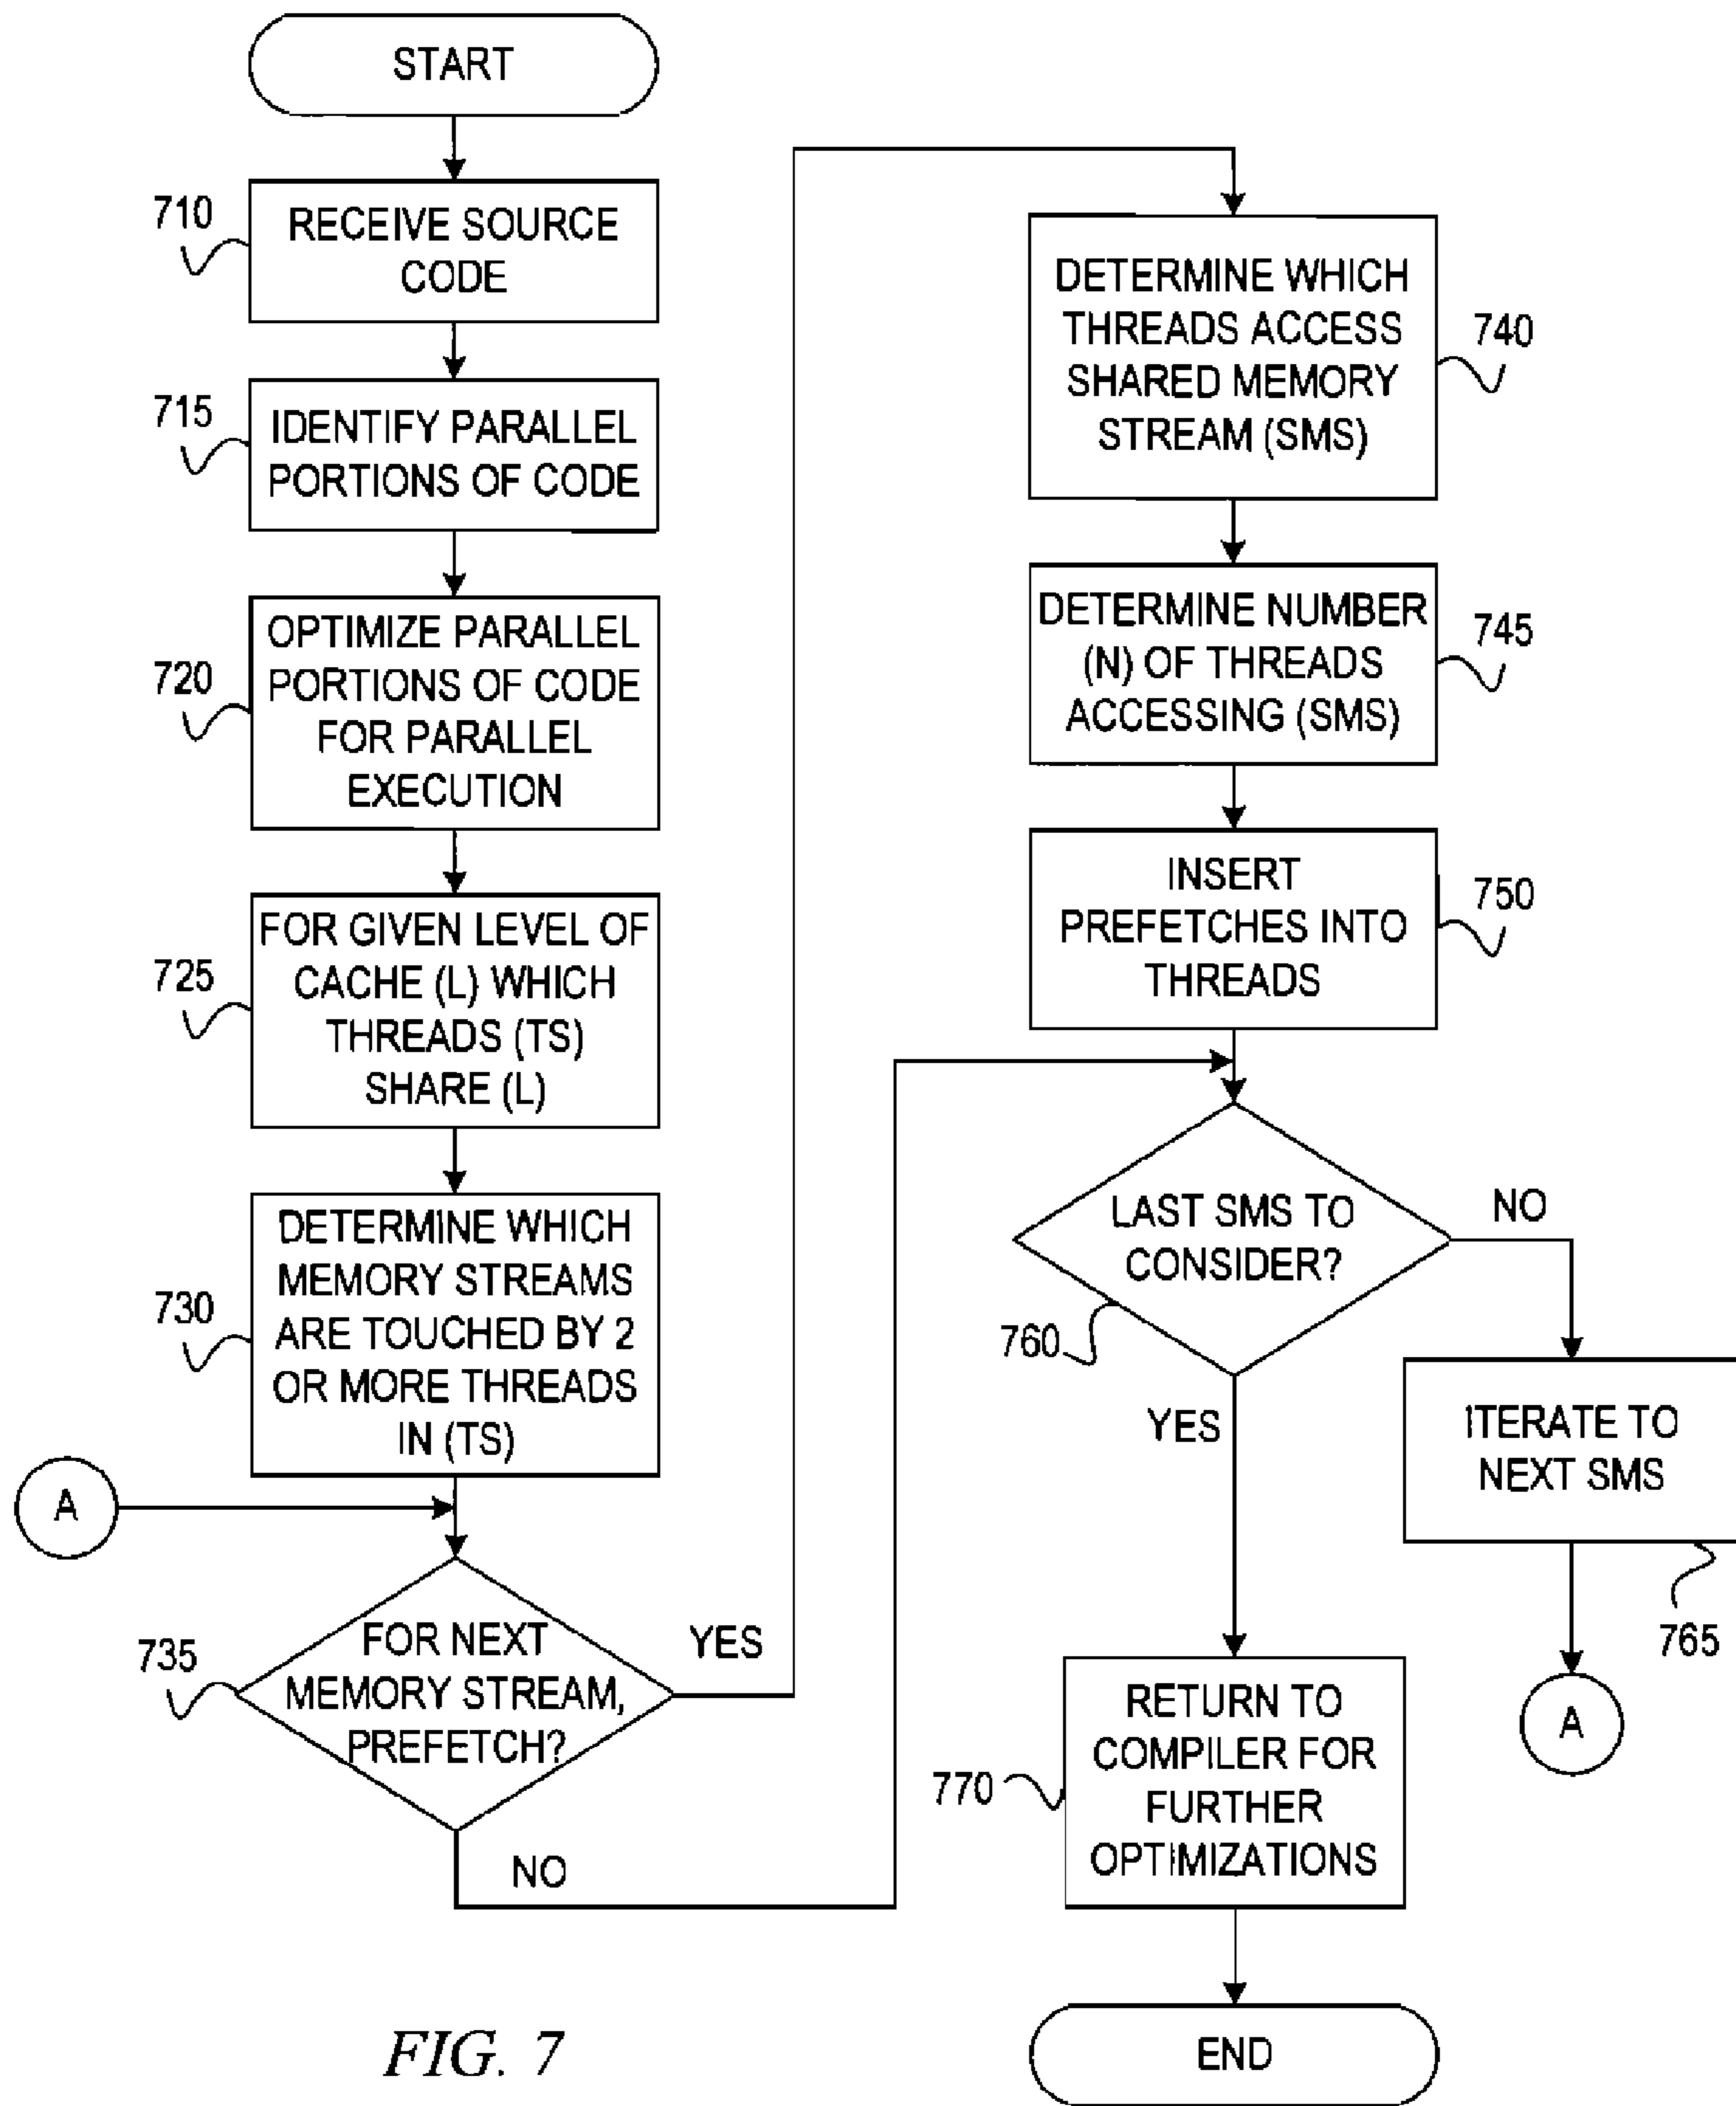 START
710
RECEIVE SOURCE
CODE
715
IDENTIFY PARALLEL
PORTIONS OF CODE
720
OPTIMIZE PARALLEL
PORTIONS OF CODE
FOR PARALLEL
EXECUTION
725
FOR GIVEN LEVEL OF
CACHE (L) WHICH
THREADS (TS)
SHARE (L)
730
DETERMINE WHICH
MEMORY STREAMS
ARE TOUCHED BY 2
OR MORE THREADS
IN (TS)
A
735
FOR NEXT
MEMORY STREAM,
PREFETCH?
YES
NO
DETERMINE WHICH
THREADS ACCESS
SHARED MEMORY
STREAM (SMS)
740
DETERMINE NUMBER
(N) OF THREADS
ACCESSING (SMS)
745
INSERT
PREFETCHES INTO
THREADS
750
LAST SMS TO
CONSIDER?
760
NO
YES
ITERATE TO
NEXT SMS
765
A
770
RETURN TO
COMPILER FOR
FURTHER
OPTIMIZATIONS
END
FIG. 7